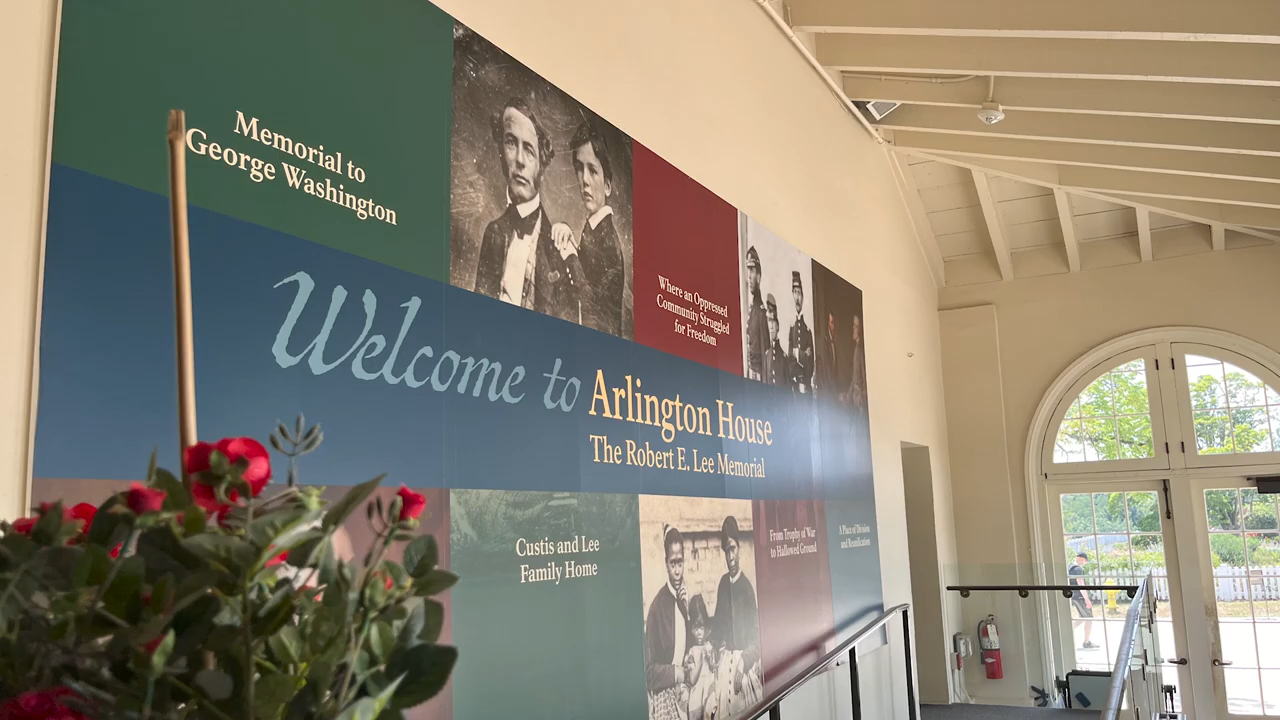 Memorial to
George Washington
Where an Oppressed
Community Struggled
for Freedom
Welcome to Arlington House
The Robert E. Lee Memorial
Custis and Lee
Family Home
From Trophy of War
to Hallowed Ground
A Place of Division
and Reunification